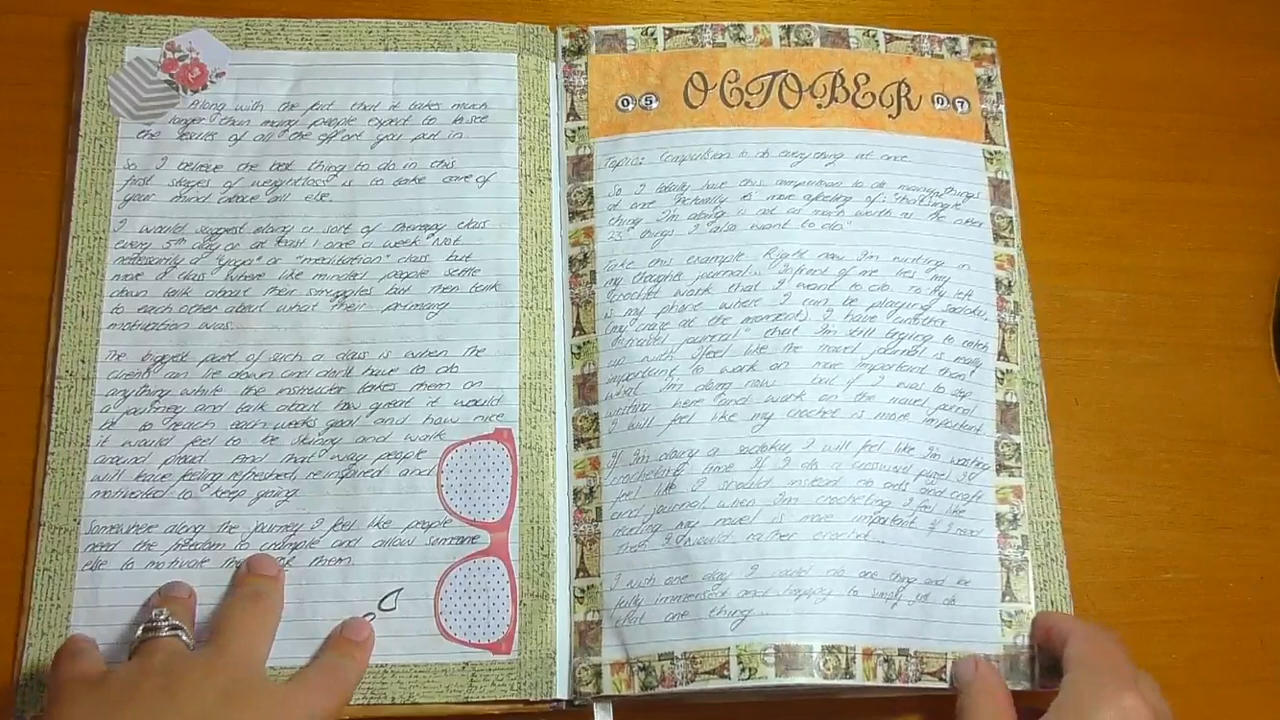 Along with the fact that it takes much
longer than many people expect to see
the results of all the effort you put in.
So I believe the best thing to do in this
first stages of weightloss is to take care of
your mind above all else.
I would suggest doing a sort of therapy class
every 5th day or at least 1 once a week. Not
necessarily a "yoga" or "meditation" class but
more a class where like minded people settle
down talk about their struggles but then talk
to each other about what their primary
motivation was.
The biggest part of such a class is when the
clients can lie down and don't have to do
anything while the instructor takes them on
a journey and talk about how great it would
be to reach each weeks goal and how nice
it would feel to be skinny and walk
around proud. And that way people
will leave feeling refreshed, reinspired and
motivated to keep going.
Somewhere along the journey I feel like people
need the freedom to crumple and allow someone
else to motivate them.
05 OCTOBER 07
Topic: Compulsion to do everything at once
So I totally have this compulsion to do many things
at once. Actually its more a feeling of: "that single
thing I'm doing is not as much worth as the other
23 things I also want to do."
Take this example. Right now I'm writing in
my thoughts journal... Infront of me lies my
crochet work that I want to do. To my left
is my phone where I can be playing sudoku,
(my craze at the moment). I have another
"novel journal" that I'm still trying to catch
up with. I feel like the novel journal is really
important to work on, more important than
what I'm doing now, but if I was to stop
writing here and work on the novel journal
I will feel like my crochet is more important.
If I'm doing a sodoku, I will feel like I'm wasting
crocheting time. If I do a crossword puzzel I'd
feel like I should instead do arts and craft
and journal, when I'm crocheting I feel like
my novel is more important, if I read
then I would rather crochet...
I wish one day I could do one thing and be
fully immersed and happy to simply just do
that one thing...